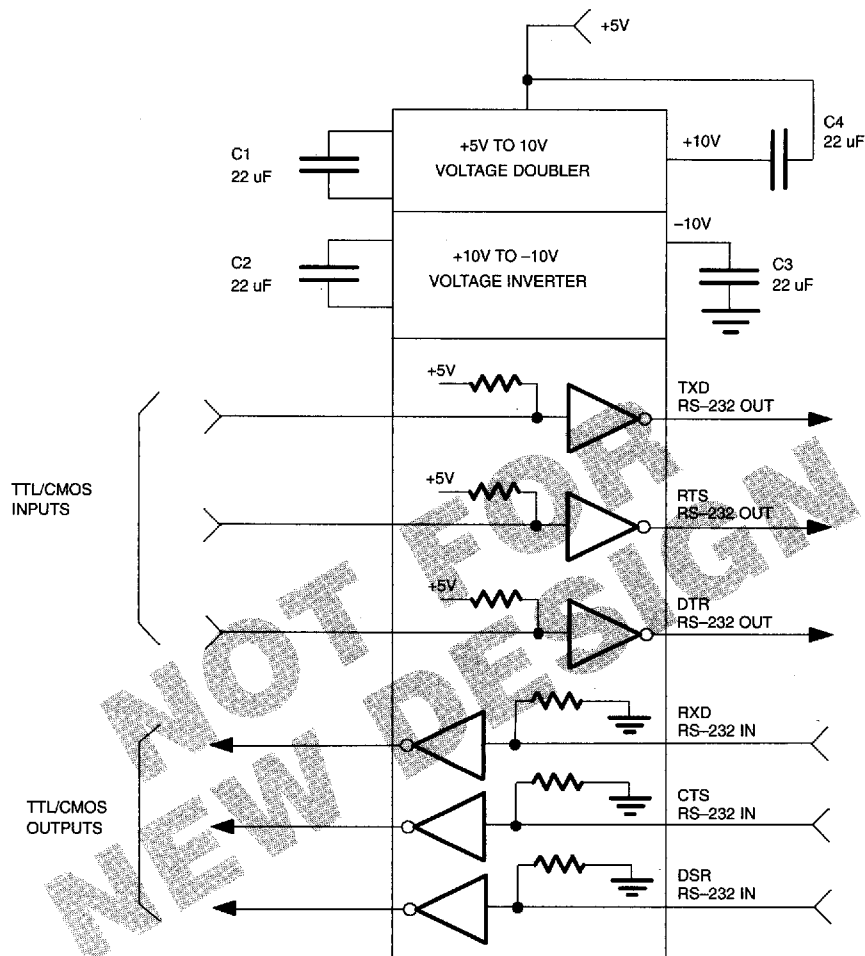 +5V
C4
22 uF
C1
22 uF
+5V TO 10V
VOLTAGE DOUBLER
+10V
-10V
C2
22 uF
+10V TO –10V
VOLTAGE INVERTER
C3
22 uF
+5V
TXD
RS–232 OUT
TTL/CMOS
INPUTS
+5V
RTS
RS–232 OUT
+5V
DTR
RS–232 OUT
RXD
RS–232 IN
TTL/CMOS
OUTPUTS
CTS
RS–232 IN
DSR
RS–232 IN
NOT FOR
NEW DESIGN